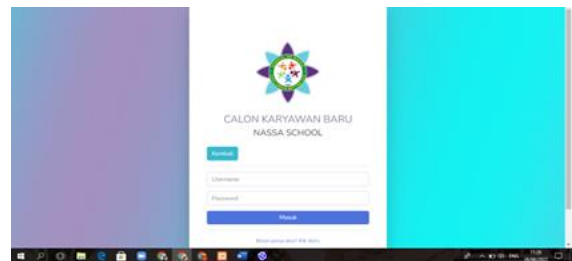 CALON KARYAWAN BARU
NASSA SCHOOL
Kembali
Username
Password
Masuk